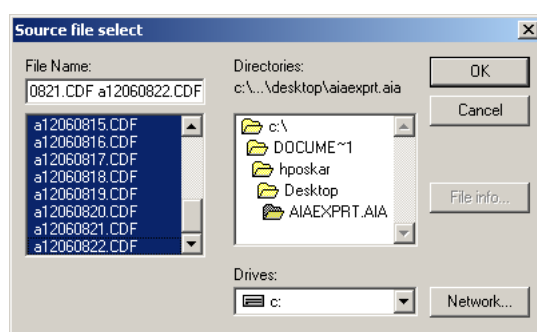 Source file select
File Name:
0821.CDF a12060822.CDF
a12060815.CDF
a12060816.CDF
a12060817.CDF
a12060818.CDF
a12060819.CDF
a12060820.CDF
a12060821.CDF
a12060822.CDF
Directories:
c:\...\desktop\aiaexprt.aia
c:\
DOCUME~1
hposkar
Desktop
AIAEXPRT.AIA
Drives:
c:
OK
Cancel
File info...
Network...